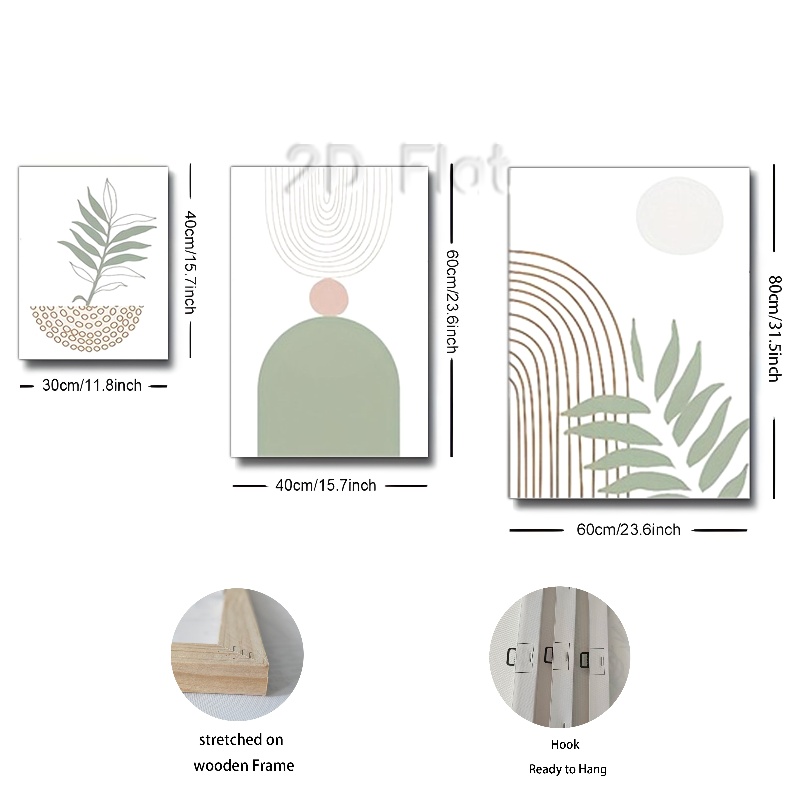 2D Flat
40cm/15.7inch
30cm/11.8inch
60cm/23.6inch
40cm/15.7inch
80cm/31.5inch
60cm/23.6inch
stretched on
wooden Frame
Hook
Ready to Hang